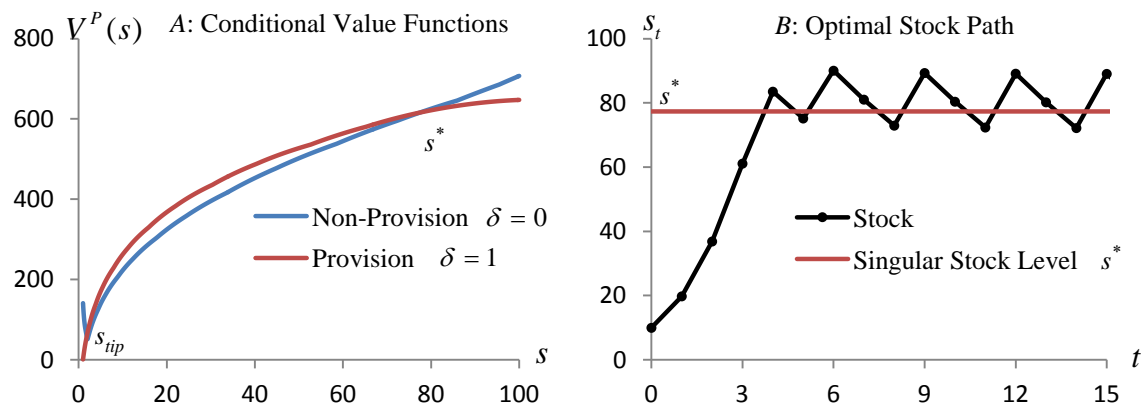 A: Conditional Value Functions
V^P(s)
800
600
400
200
0
s*
Non-Provision δ = 0
Provision δ = 1
s_tip
0 20 40 60 80 100
s
B: Optimal Stock Path
s_t
100
80
60
40
20
0
s*
Stock
Singular Stock Level s*
0 3 6 9 12 15
t